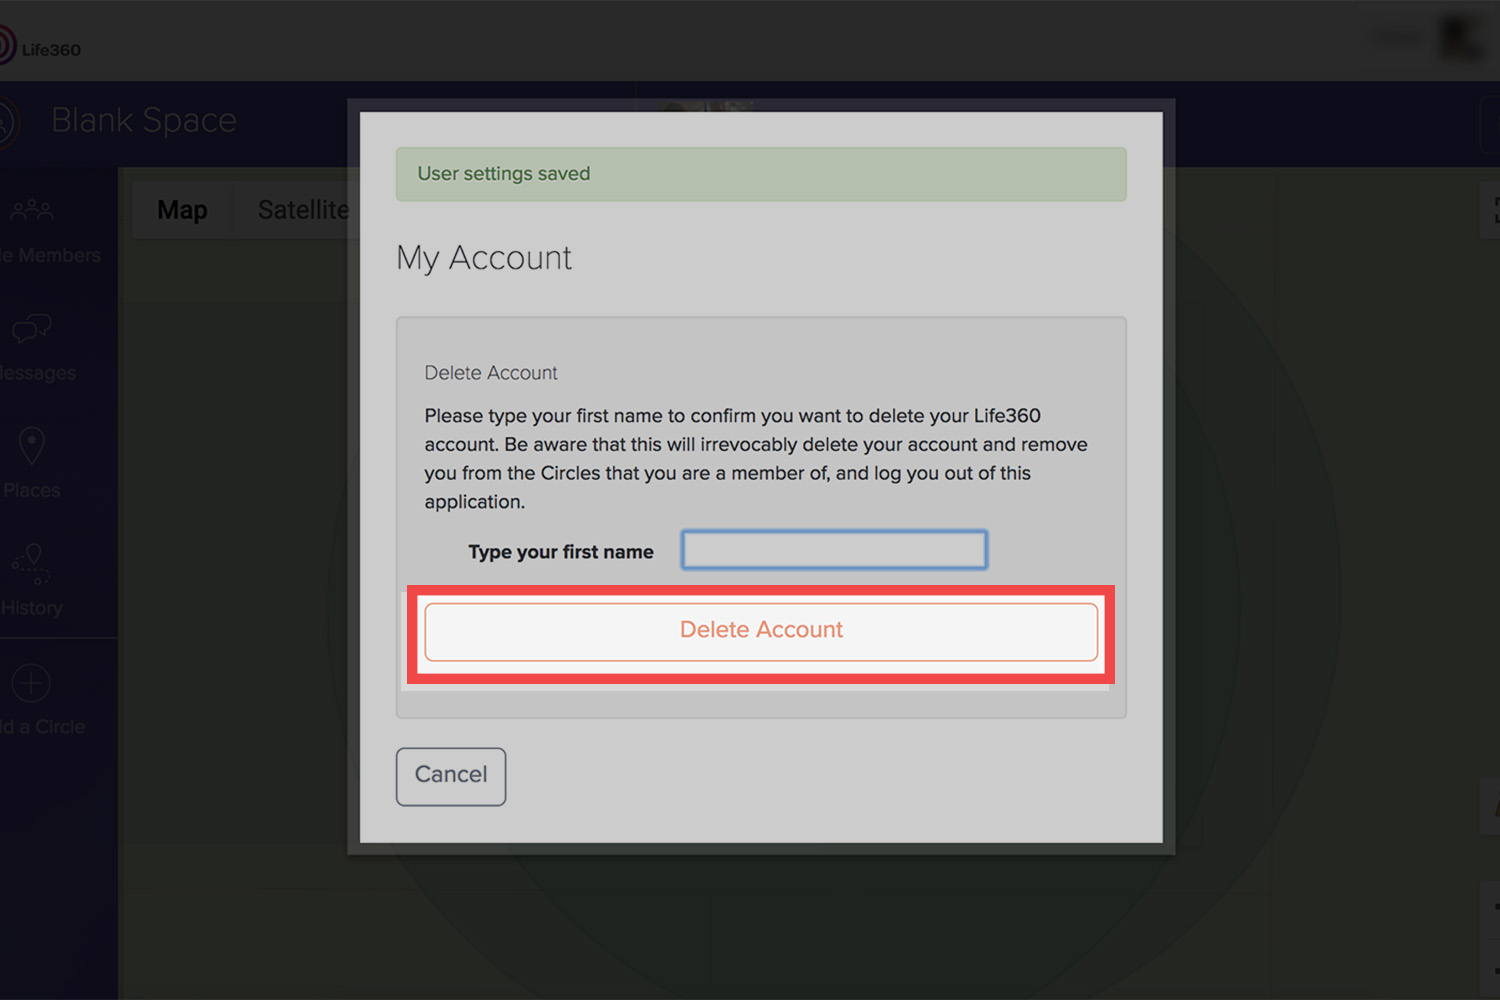 Life360
Blank Space
User settings saved
Map
Satellite
My Account
Members
Delete Account
Please type your first name to confirm you want to delete your Life360
account. Be aware that this will irrevocably delete your account and remove
you from the Circles that you are a member of, and log you out of this
application.
Places
Type your first name
History
Delete Account
a Circle
Cancel